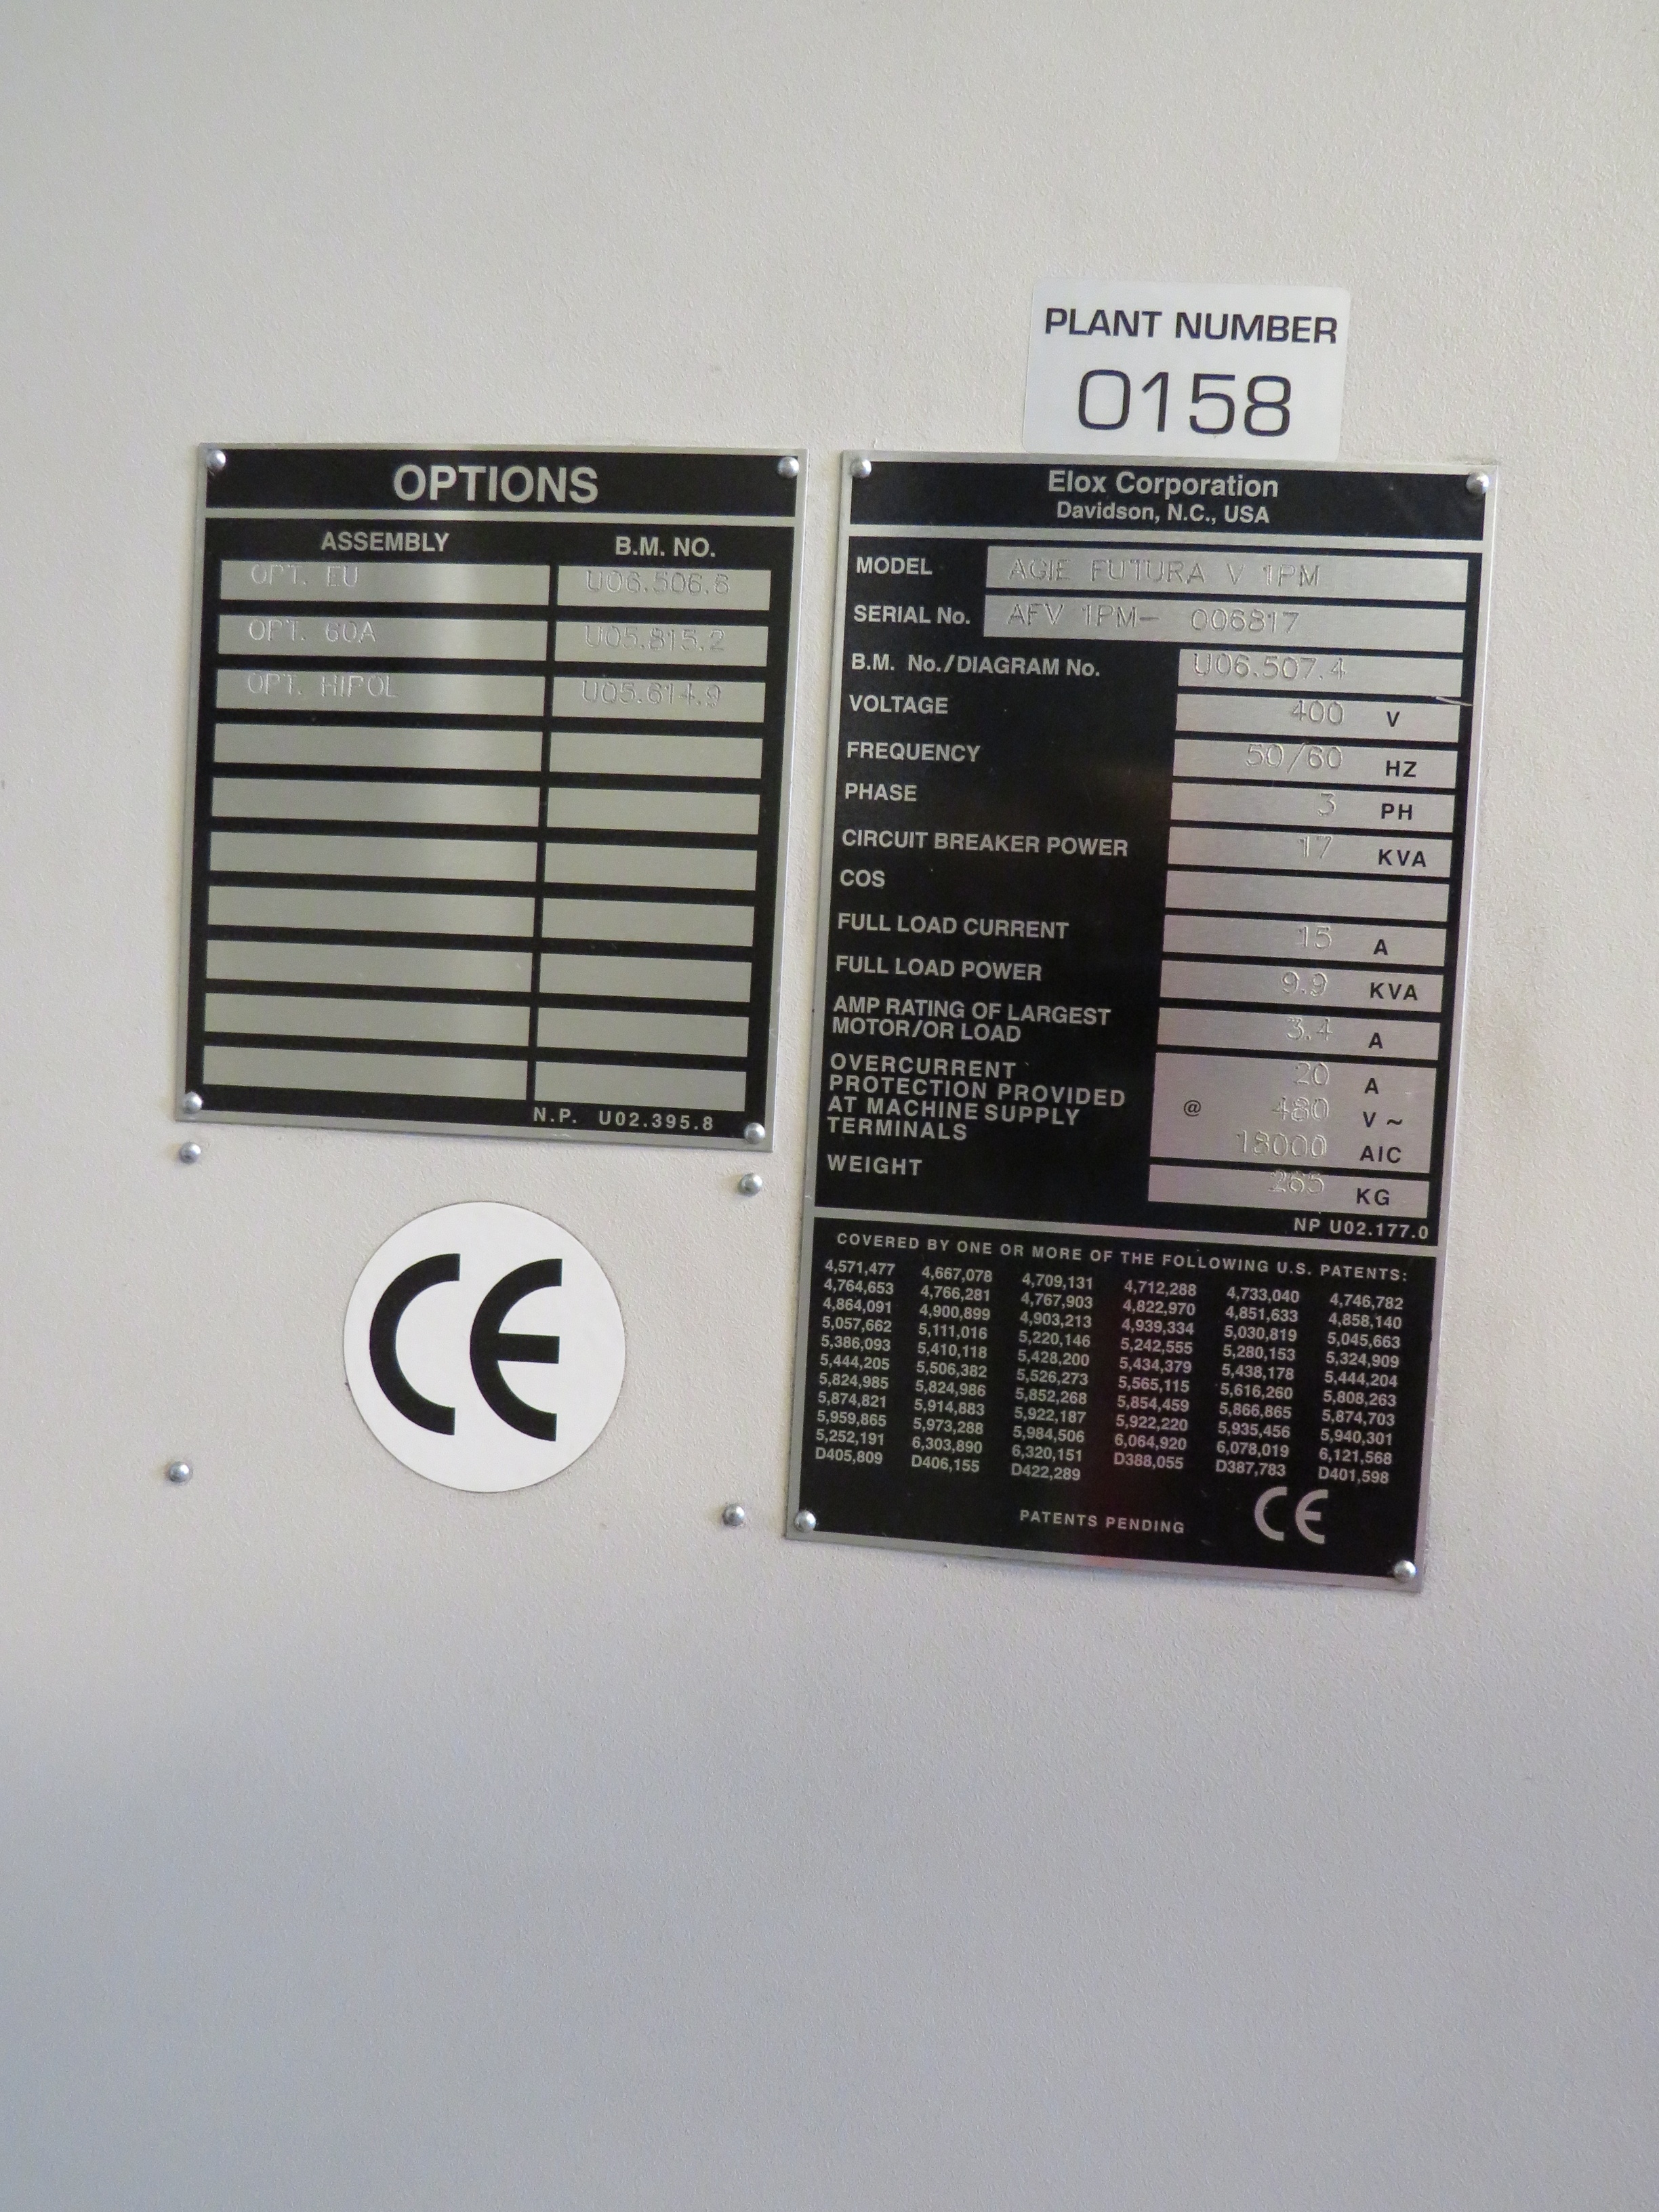 PLANT NUMBER
0158
OPTIONS
ASSEMBLY B.M. NO.
OPT. EU U06.506.6
OPT. 60A U05.815.2
OPT. HIPOL U05.614.9
N.P. U02.395.8
CE
Elox Corporation
Davidson, N.C., USA
MODEL AGIE FUTURA V 1PM
SERIAL No. AFV 1PM- 006817
B.M. No./DIAGRAM No. U06.507.4
VOLTAGE 400 V
FREQUENCY 50/60 HZ
PHASE 3 PH
CIRCUIT BREAKER POWER 17 KVA
COS
FULL LOAD CURRENT 15 A
FULL LOAD POWER 9.9 KVA
AMP RATING OF LARGEST
MOTOR/OR LOAD 3.4 A
OVERCURRENT 20 A
PROTECTION PROVIDED
AT MACHINE SUPPLY @ 480 V ~
TERMINALS 18000 AIC
WEIGHT 265 KG
NP U02.177.0
COVERED BY ONE OR MORE OF THE FOLLOWING U.S. PATENTS:
4,571,477 4,667,078 4,709,131 4,712,288 4,733,040 4,746,782
4,764,653 4,766,281 4,767,903 4,822,970 4,851,633 4,858,140
4,864,091 4,900,899 4,903,213 4,939,334 5,030,819 5,045,663
5,057,662 5,111,016 5,220,146 5,242,555 5,280,153 5,324,909
5,386,093 5,410,118 5,428,200 5,434,379 5,438,178 5,444,204
5,444,205 5,506,382 5,526,273 5,565,115 5,616,260 5,808,263
5,824,985 5,824,986 5,852,268 5,854,459 5,866,865 5,874,703
5,874,821 5,914,883 5,922,187 5,922,220 5,935,456 5,940,301
5,959,865 5,973,288 5,984,506 6,064,920 6,078,019 6,121,568
5,252,191 6,303,890 6,320,151 D388,055 D387,783 D401,598
D405,809 D406,155 D422,289
PATENTS PENDING CE